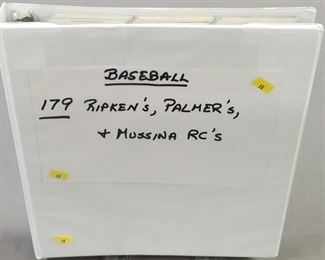 BASEBALL
179 RIPKEN'S, PALMER'S,
+ MUSSINA RC'S